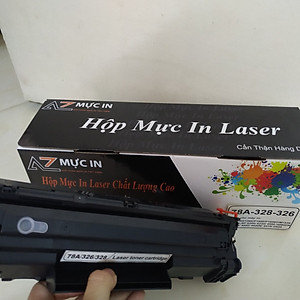 AZ MỰC IN
Hộp Mực In Laser
Cẩn Thận Hàng D
AZ MỰC IN
Hộp Mực In Laser Chất Lượng Cao
78A-328-326
78A/326/328 / Laser toner cartridge